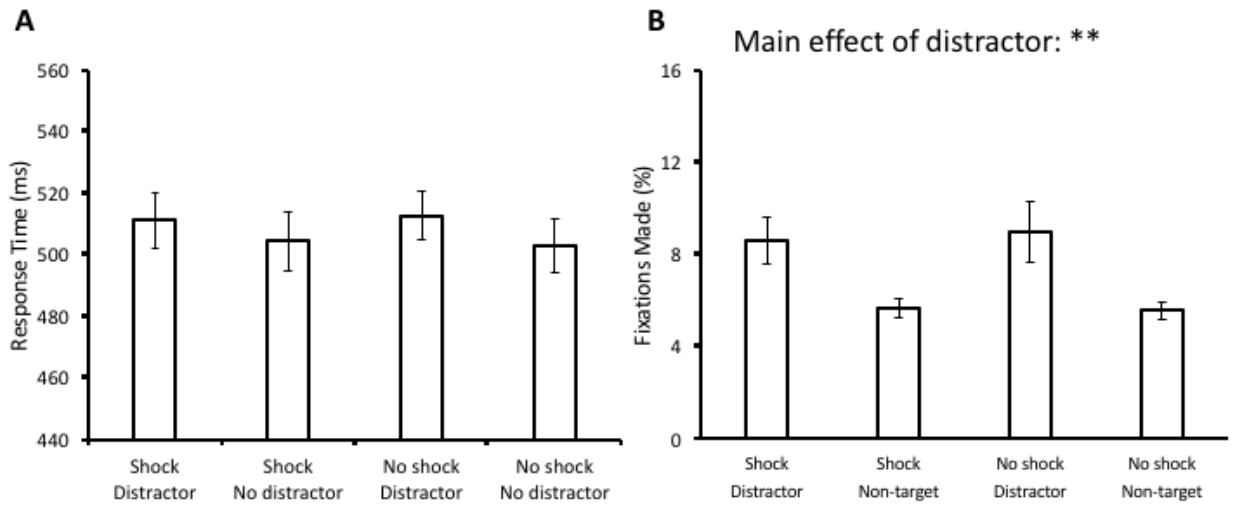 A
Response Time (ms)
560
540
520
500
480
460
440
Shock
Distractor
Shock
No distractor
No shock
Distractor
No shock
No distractor
B
Main effect of distractor: **
Fixations Made (%)
16
12
8
4
0
Shock
Distractor
Shock
Non-target
No shock
Distractor
No shock
Non-target